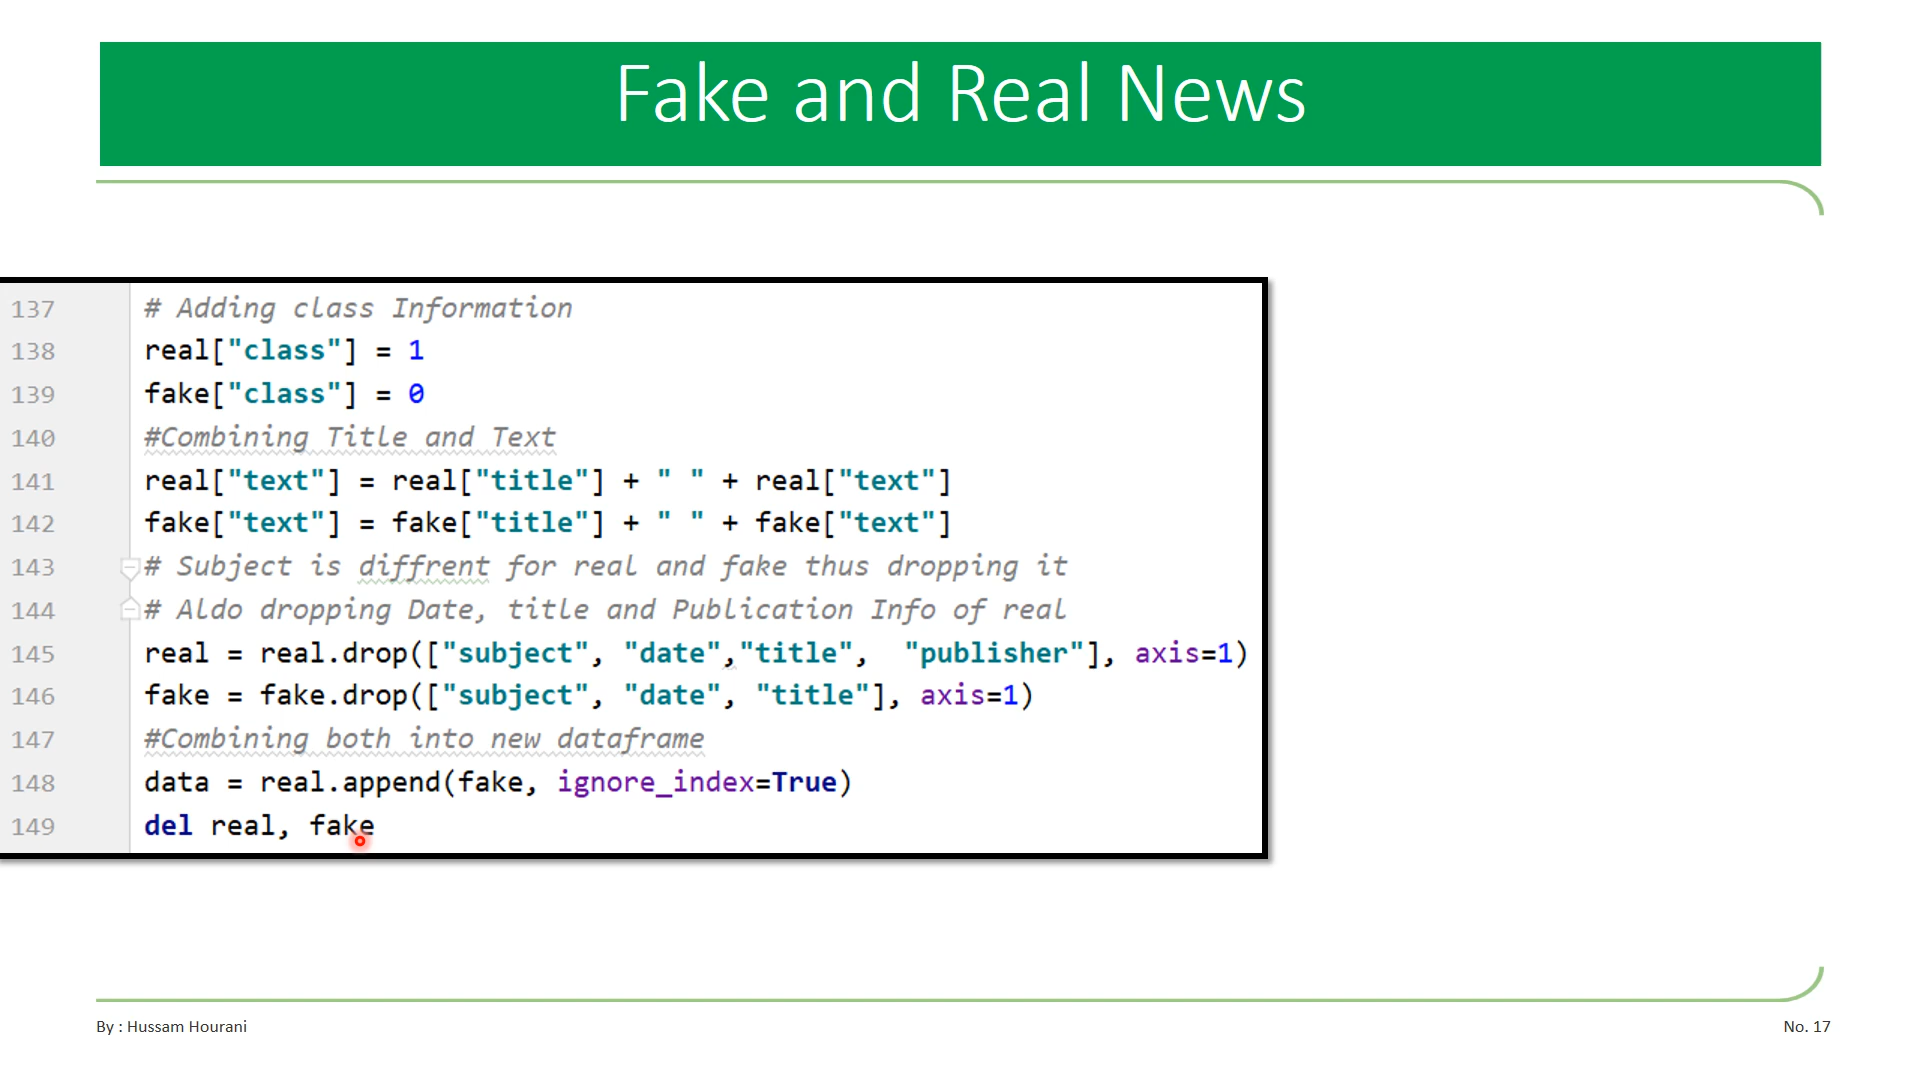 Fake and Real News
137 # Adding class Information
138 real["class"] = 1
139 fake["class"] = 0
140 #Combining Title and Text
141 real["text"] = real["title"] + " " + real["text"]
142 fake["text"] = fake["title"] + " " + fake["text"]
143 # Subject is diffrent for real and fake thus dropping it
144 # Aldo dropping Date, title and Publication Info of real
145 real = real.drop(["subject", "date","title",  "publisher"], axis=1)
146 fake = fake.drop(["subject", "date", "title"], axis=1)
147 #Combining both into new dataframe
148 data = real.append(fake, ignore_index=True)
149 del real, fake
By : Hussam Hourani
No. 17